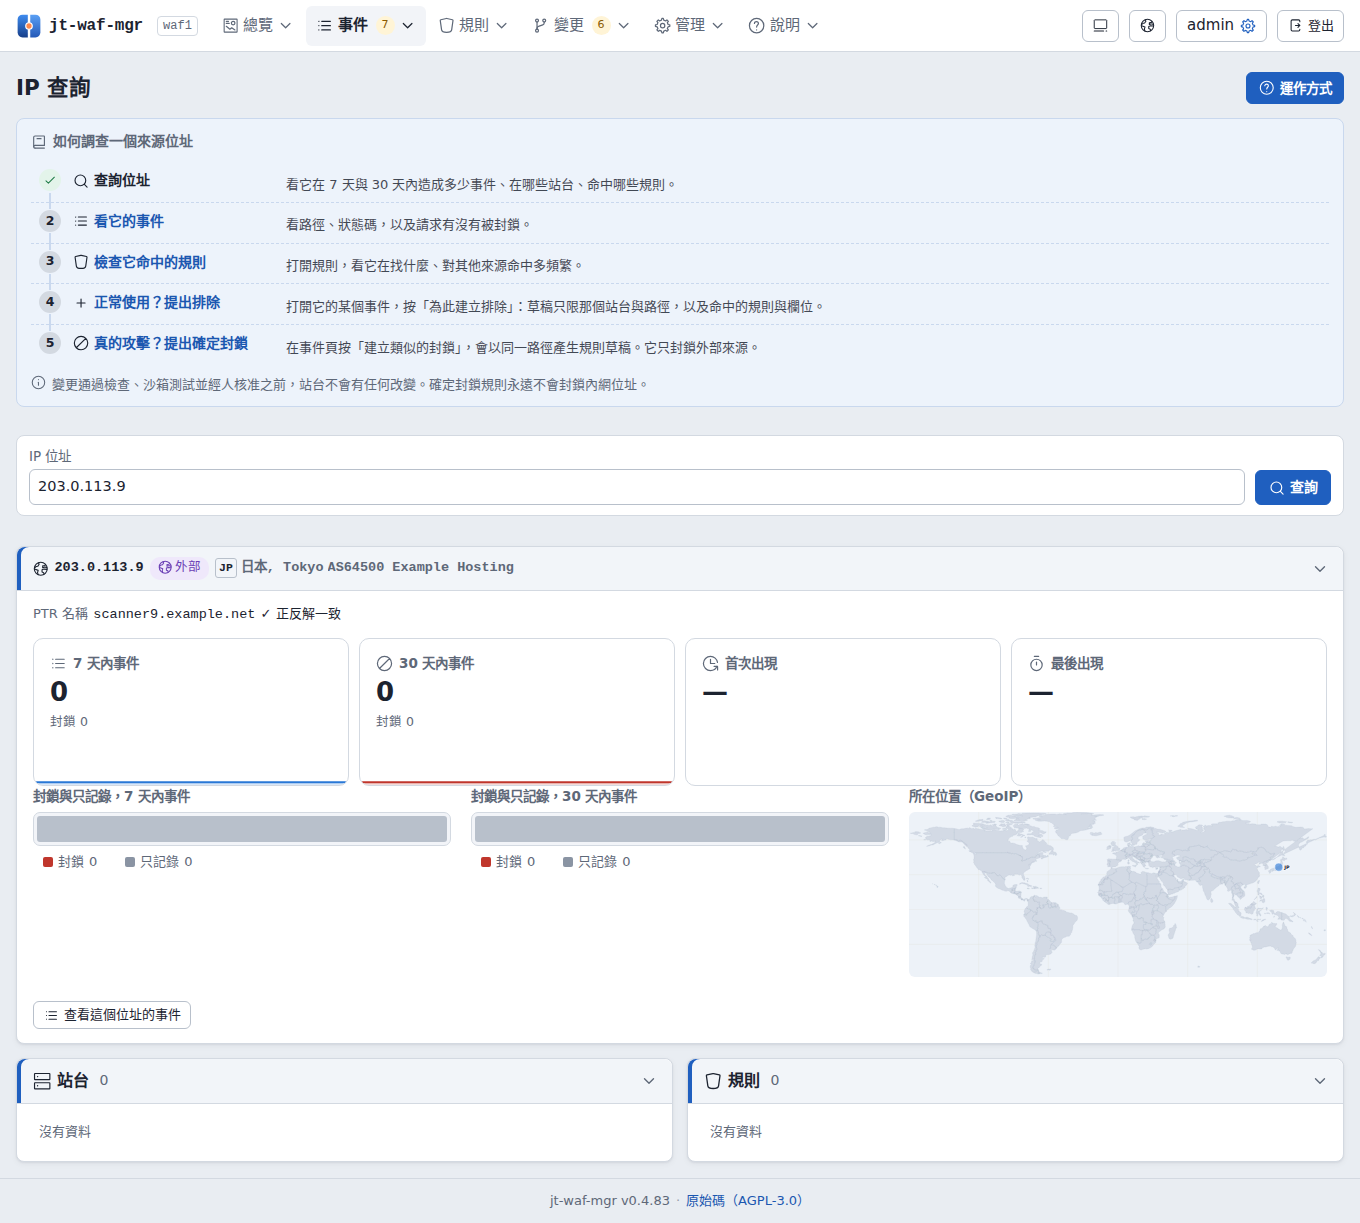 jt-waf-mgr waf1 總覽 事件 7 規則 變更 6 管理 說明 admin 登出
IP 查詢
運作方式
如何調查一個來源位址
查詢位址 看它在 7 天與 30 天內造成多少事件、在哪些站台、命中哪些規則。
2 看它的事件 看路徑、狀態碼，以及請求有沒有被封鎖。
3 檢查它命中的規則 打開規則，看它在找什麼、對其他來源命中多頻繁。
4 正常使用？提出排除 打開它的某個事件，按「為此建立排除」：草稿只限那個站台與路徑，以及命中的規則與欄位。
5 真的攻擊？提出確定封鎖 在事件頁按「建立類似的封鎖」，會以同一路徑產生規則草稿。它只封鎖外部來源。
變更通過檢查、沙箱測試並經人核准之前，站台不會有任何改變。確定封鎖規則永遠不會封鎖內網位址。
IP 位址
203.0.113.9
查詢
203.0.113.9 外部 JP 日本, Tokyo AS64500 Example Hosting
PTR 名稱 scanner9.example.net ✓ 正反解一致
7 天內事件
0
封鎖 0
30 天內事件
0
封鎖 0
首次出現
—
最後出現
—
封鎖與只記錄，7 天內事件
封鎖 0 只記錄 0
封鎖與只記錄，30 天內事件
封鎖 0 只記錄 0
所在位置（GeoIP）
JP
查看這個位址的事件
站台 0
沒有資料
規則 0
沒有資料
jt-waf-mgr v0.4.83 · 原始碼（AGPL-3.0）